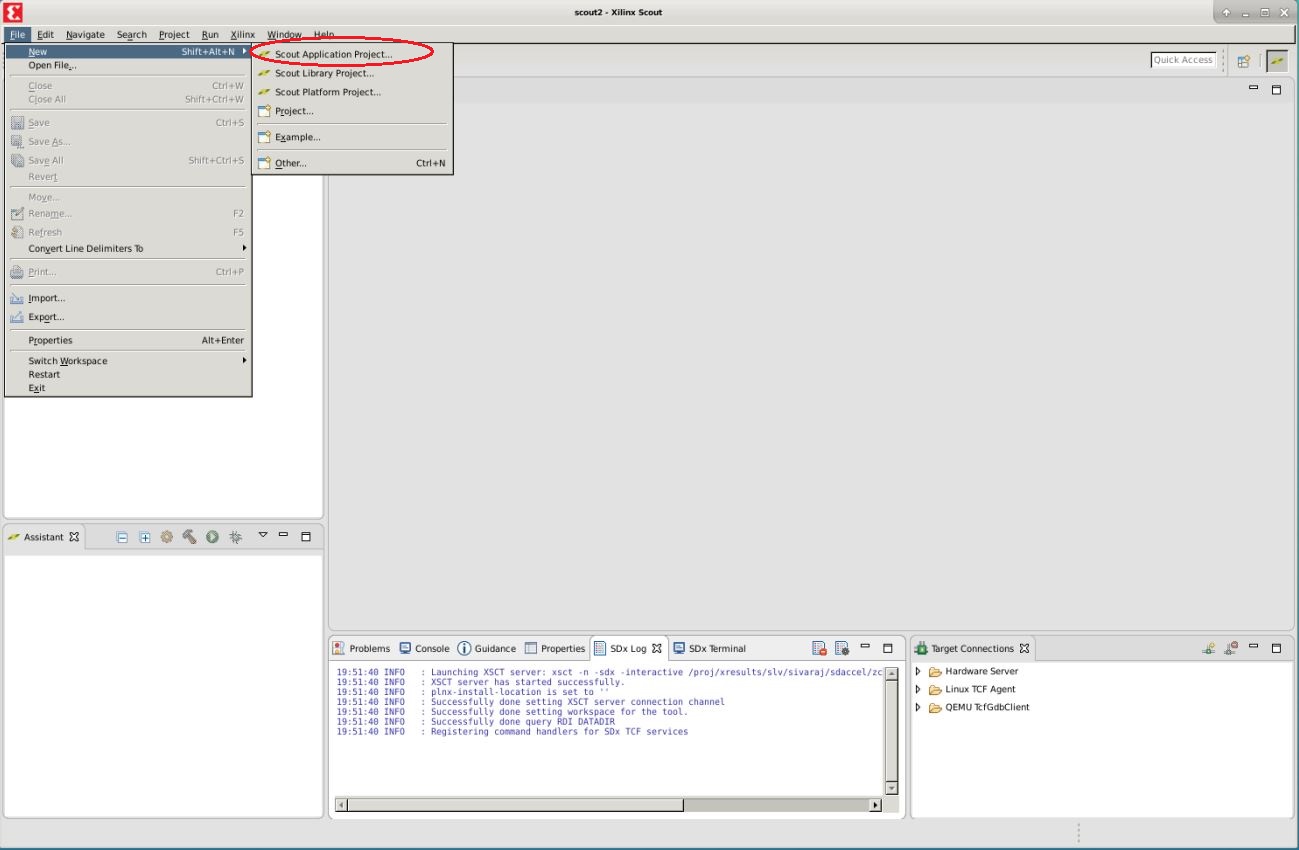 scout2 - Xilinx Scout
File Edit Navigate Search Project Run Xilinx Window Help
New Shift+Alt+N
Open File...
Close Ctrl+W
Close All Shift+Ctrl+W
Save Ctrl+S
Save As...
Save All Shift+Ctrl+S
Revert
Move...
Rename... F2
Refresh F5
Convert Line Delimiters To
Print... Ctrl+P
Import...
Export...
Properties Alt+Enter
Switch Workspace
Restart
Exit
Scout Application Project...
Scout Library Project...
Scout Platform Project...
Project...
Example...
Other... Ctrl+N
Quick Access
Assistant
Problems Console Guidance Properties SDx Log SDx Terminal
19:51:40 INFO : Launching XSCT server: xsct -n -sdx -interactive /proj/xresults/slv/sivaraj/sdaccel/zc
19:51:40 INFO : XSCT server has started successfully.
19:51:40 INFO : plnx-install-location is set to ''
19:51:40 INFO : Successfully done setting XSCT server connection channel
19:51:40 INFO : Successfully done setting workspace for the tool.
19:51:40 INFO : Successfully done query RDI DATADIR
19:51:40 INFO : Registering command handlers for SDx TCF services
Target Connections
Hardware Server
Linux TCF Agent
QEMU TcfGdbClient